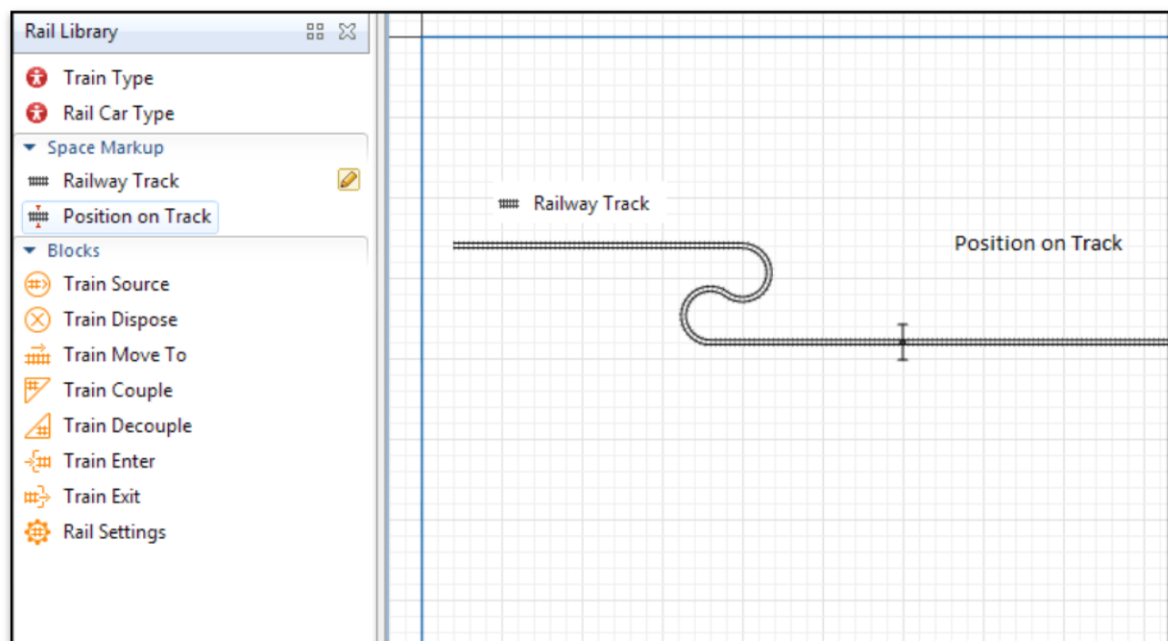 Rail Library
Train Type
Rail Car Type
Space Markup
Railway Track
Position on Track
Blocks
Train Source
Train Dispose
Train Move To
Train Couple
Train Decouple
Train Enter
Train Exit
Rail Settings
Railway Track
Position on Track